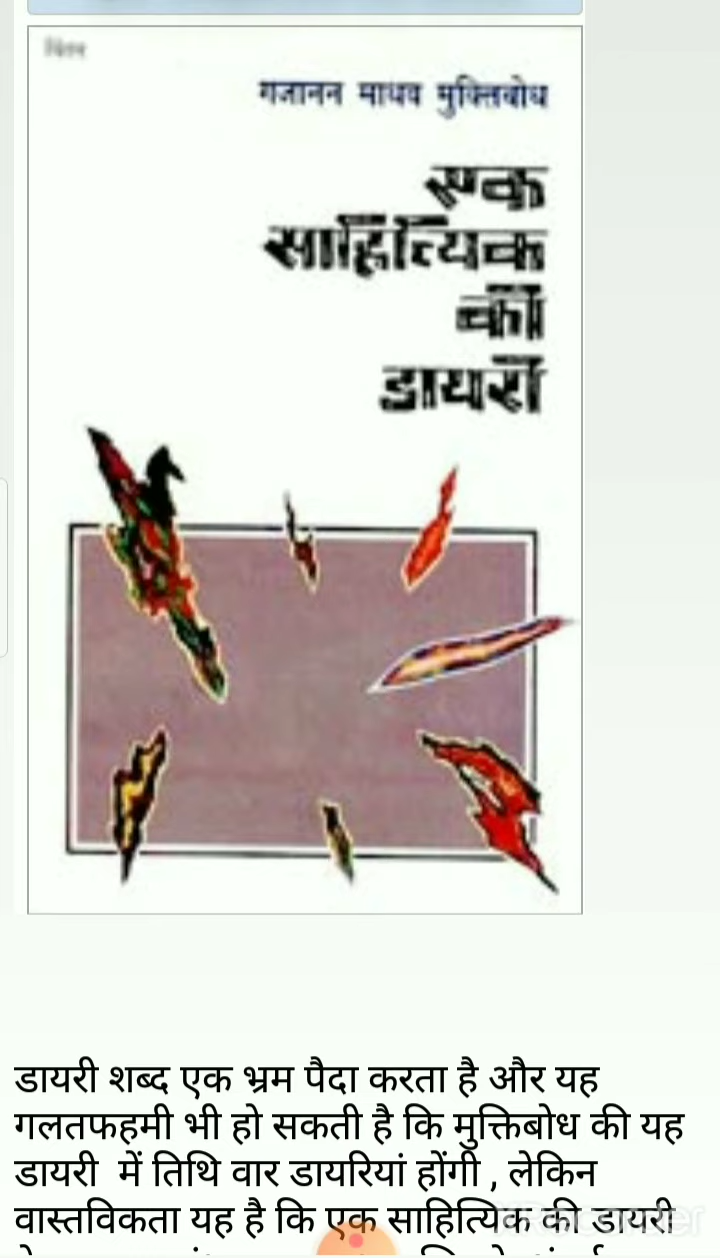 चिंतन
गजानन माधव मुक्तिबोध
एक
साहित्यिक
की
डायरी
डायरी शब्द एक भ्रम पैदा करता है और यह
गलतफहमी भी हो सकती है कि मुक्तिबोध की यह
डायरी में तिथि वार डायरियां होंगी , लेकिन
वास्तविकता यह है कि एक साहित्यिक की डायरी